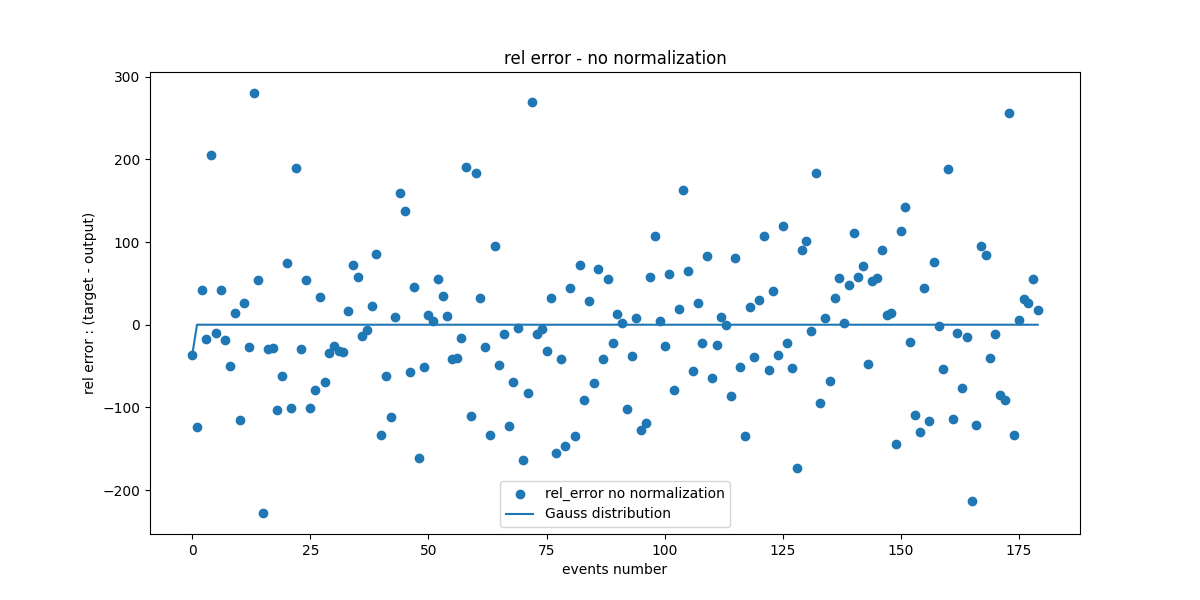 rel error - no normalization
rel error : (target - output)
300
200
100
0
−100
−200
0
25
50
75
100
125
150
175
events number
rel_error no normalization
Gauss distribution